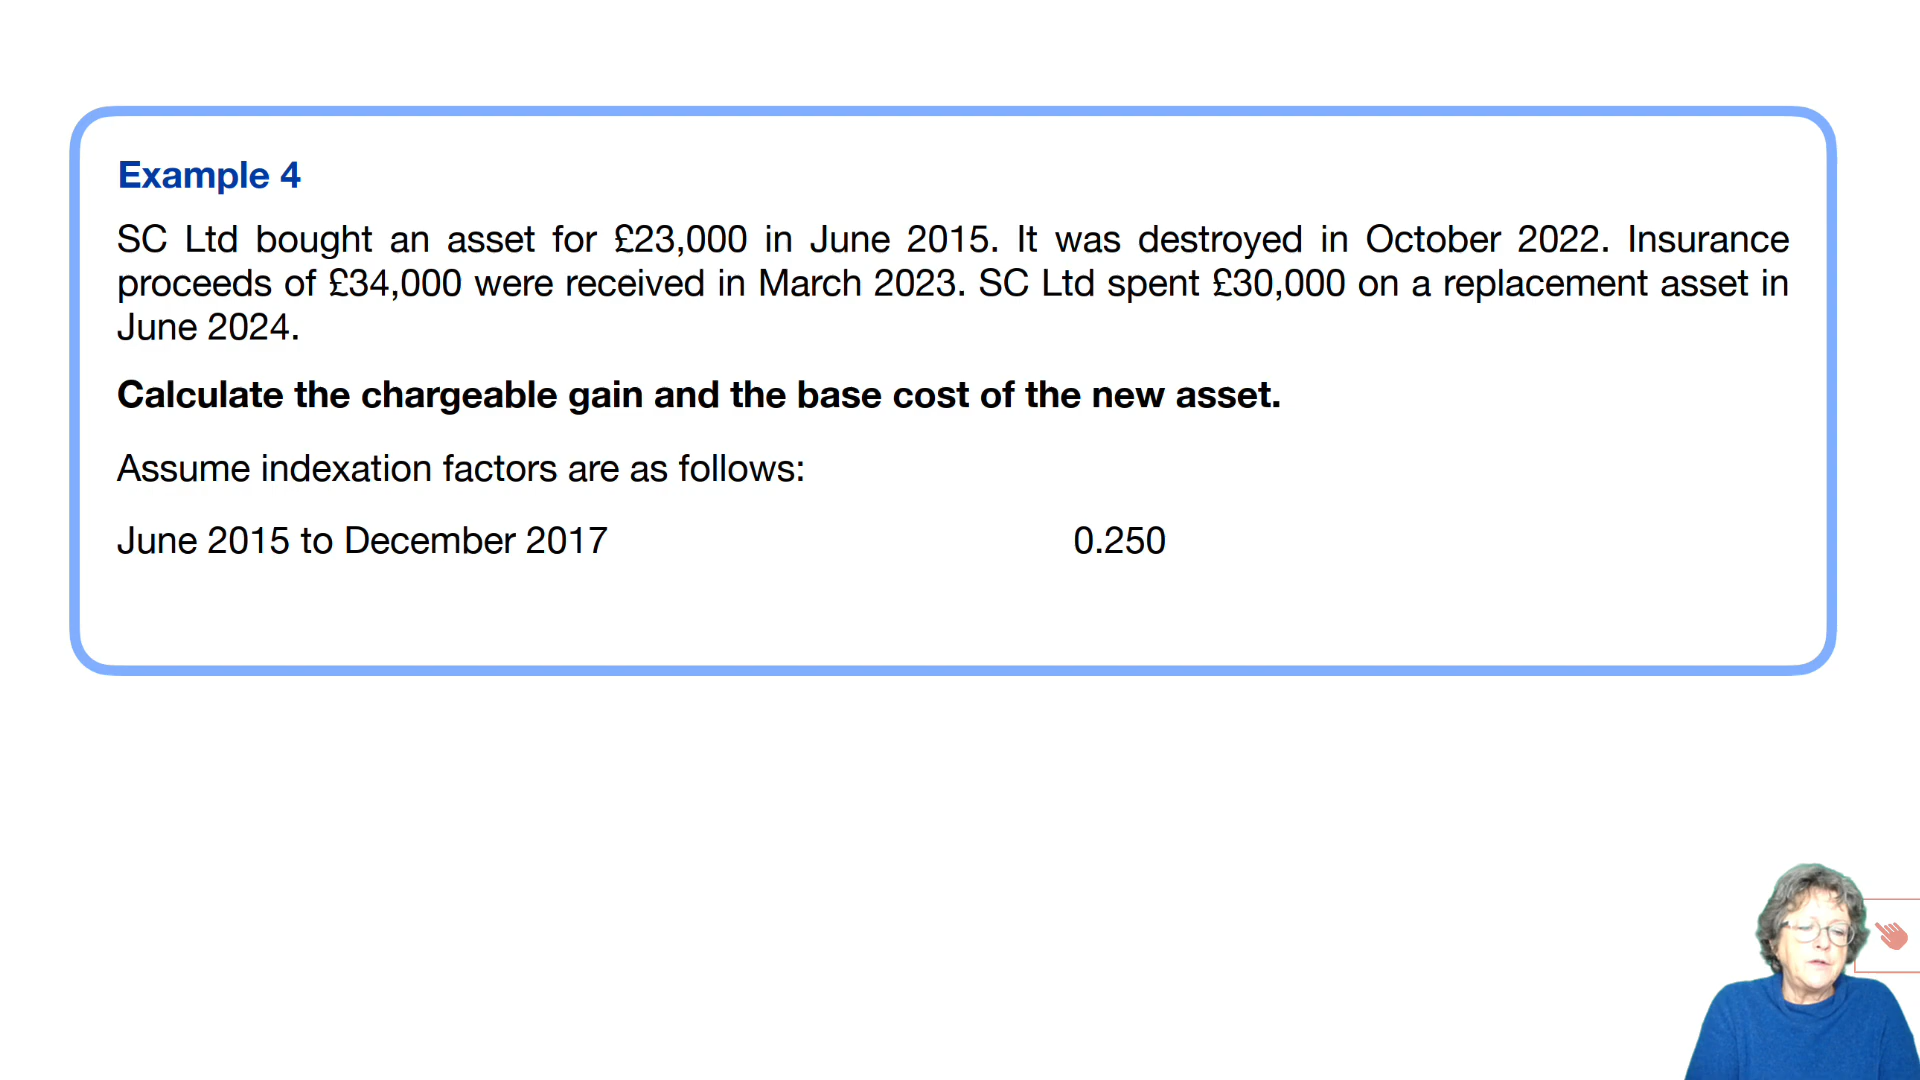 Example 4
SC Ltd bought an asset for £23,000 in June 2015. It was destroyed in October 2022. Insurance
proceeds of £34,000 were received in March 2023. SC Ltd spent £30,000 on a replacement asset in
June 2024.
Calculate the chargeable gain and the base cost of the new asset.
Assume indexation factors are as follows:
June 2015 to December 2017 0.250